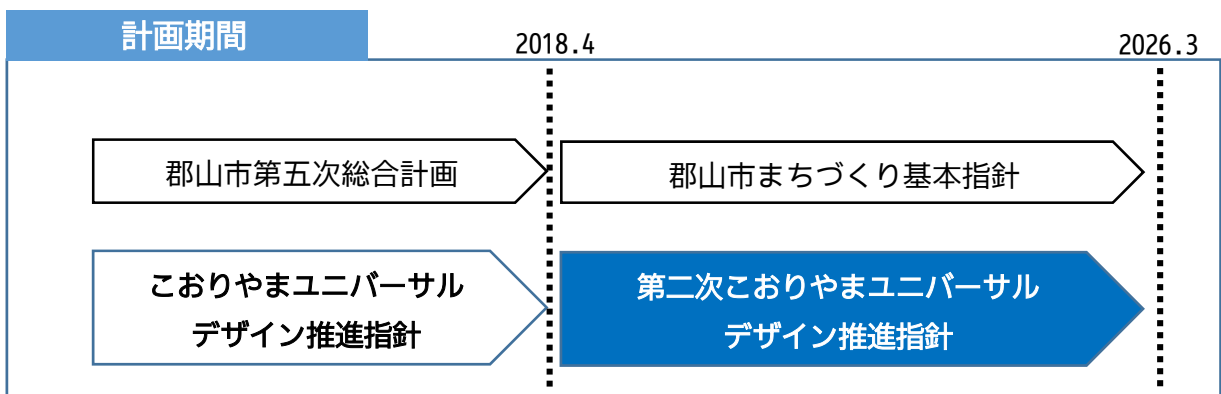 計画期間
2018.4
2026.3
郡山市第五次総合計画
郡山市まちづくり基本指針
こおりやまユニバーサル
デザイン推進指針
第二次こおりやまユニバーサル
デザイン推進指針